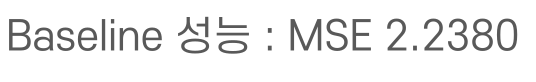 Baseline 성능 : MSE 2.2380